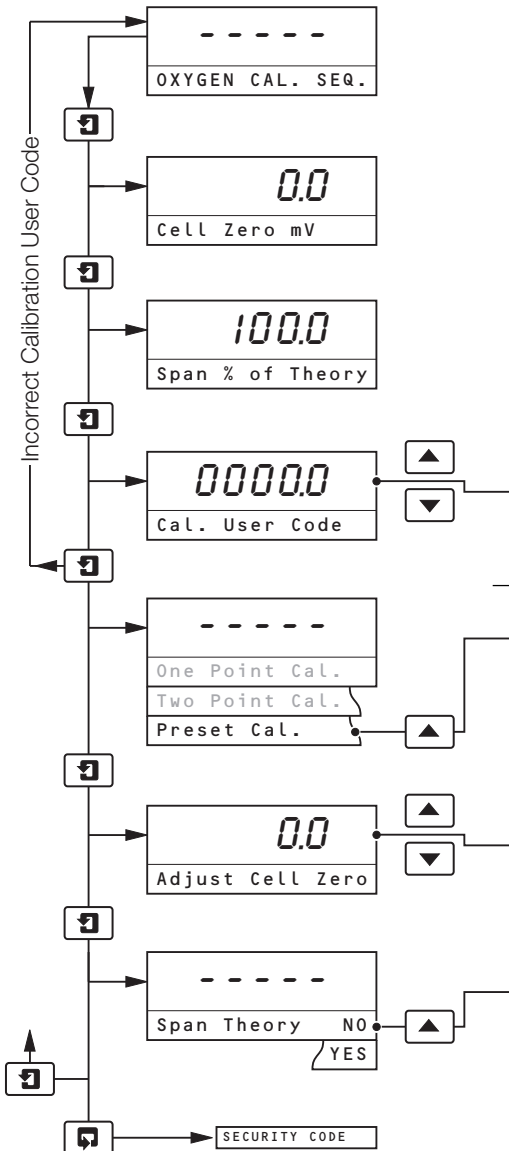 - - - - -
OXYGEN CAL. SEQ.
Incorrect Calibration User Code
0.0
Cell Zero mV
100.0
Span % of Theory
0000.0
Cal. User Code
- - - - -
One Point Cal.
Two Point Cal.
Preset Cal.
0.0
Adjust Cell Zero
- - - - -
Span Theory NO
YES
SECURITY CODE